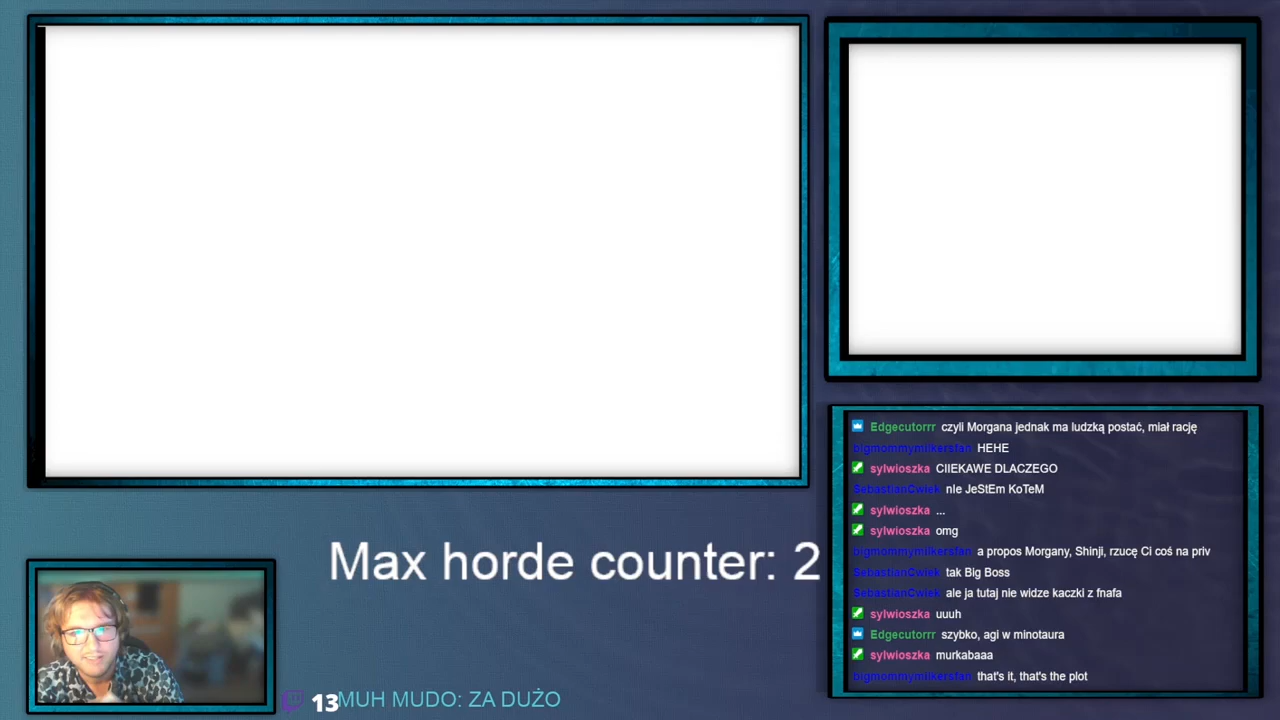 Edgecutorrr czyli Morgana jednak ma ludzką postać, miał rację
bigmommymilkersfan HEHE
sylwioszka CIIEKAWE DLACZEGO
SebastianCwiek nIe JeStEm KoTeM
sylwioszka ...
sylwioszka omg
bigmommymilkersfan a propos Morgany, Shinji, rzucę Ci coś na priv
SebastianCwiek tak Big Boss
SebastianCwiek ale ja tutaj nie widze kaczki z fnafa
sylwioszka uuuh
Edgecutorrr szybko, agi w minotaura
sylwioszka murkabaaa
bigmommymilkersfan that's it, that's the plot
Max horde counter: 2
13 MUH MUDO: ZA DUŻO